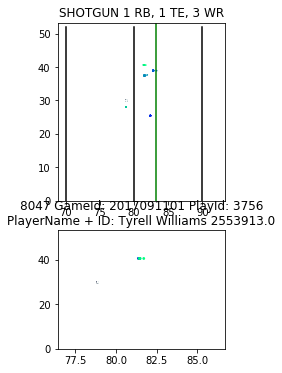 SHOTGUN 1 RB, 1 TE, 3 WR
50
40
30
20
10
0
70 75 80 85 90
8047 GameId: 2017091101 PlayId: 3756
PlayerName + ID: Tyrell Williams 2553913.0
40
20
0
77.5 80.0 82.5 85.0